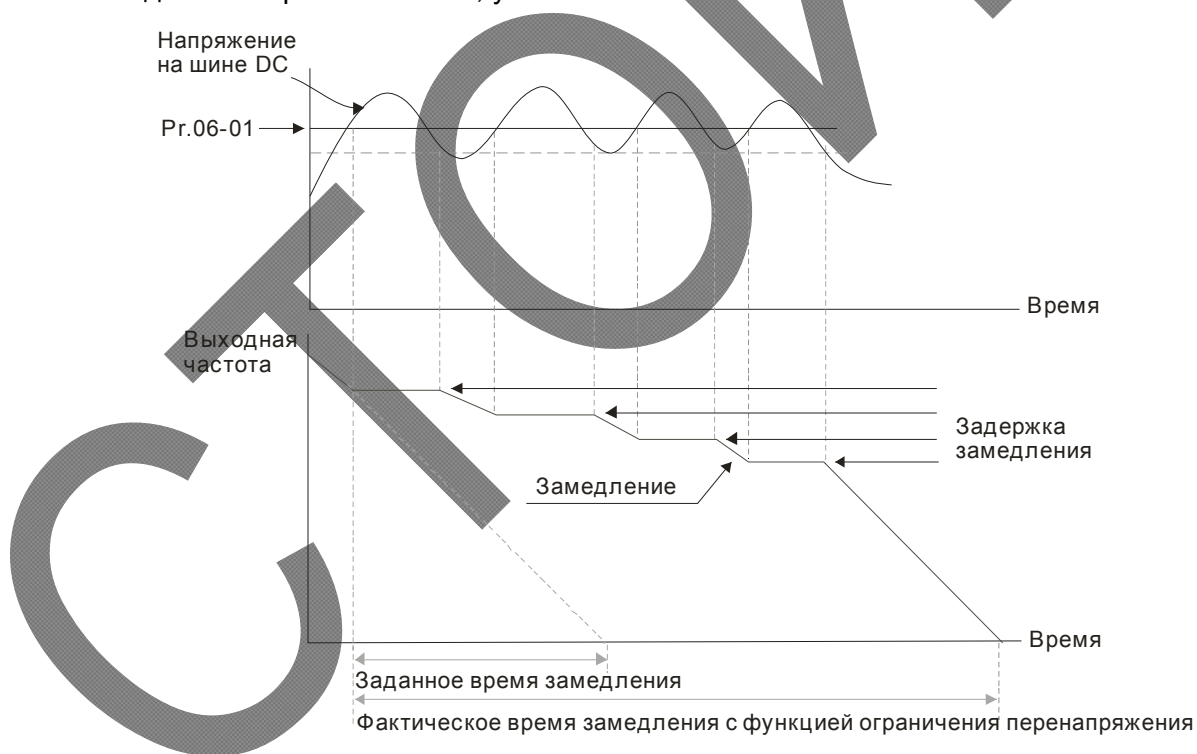 Напряжение
на шине DC
Pr.06-01
Время
Выходная
частота
Задержка
замедления
Замедление
Время
Заданное время замедления
Фактическое время замедления с функцией ограничения перенапряжения